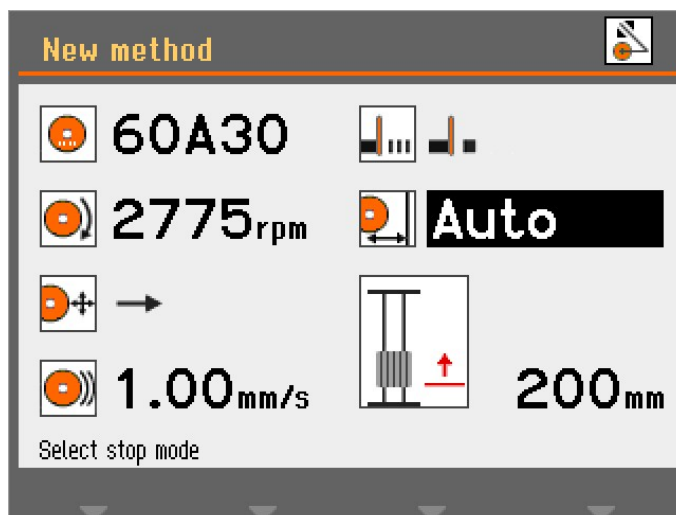 New method
60A30
2775rpm
Auto
1.00mm/s
200mm
Select stop mode